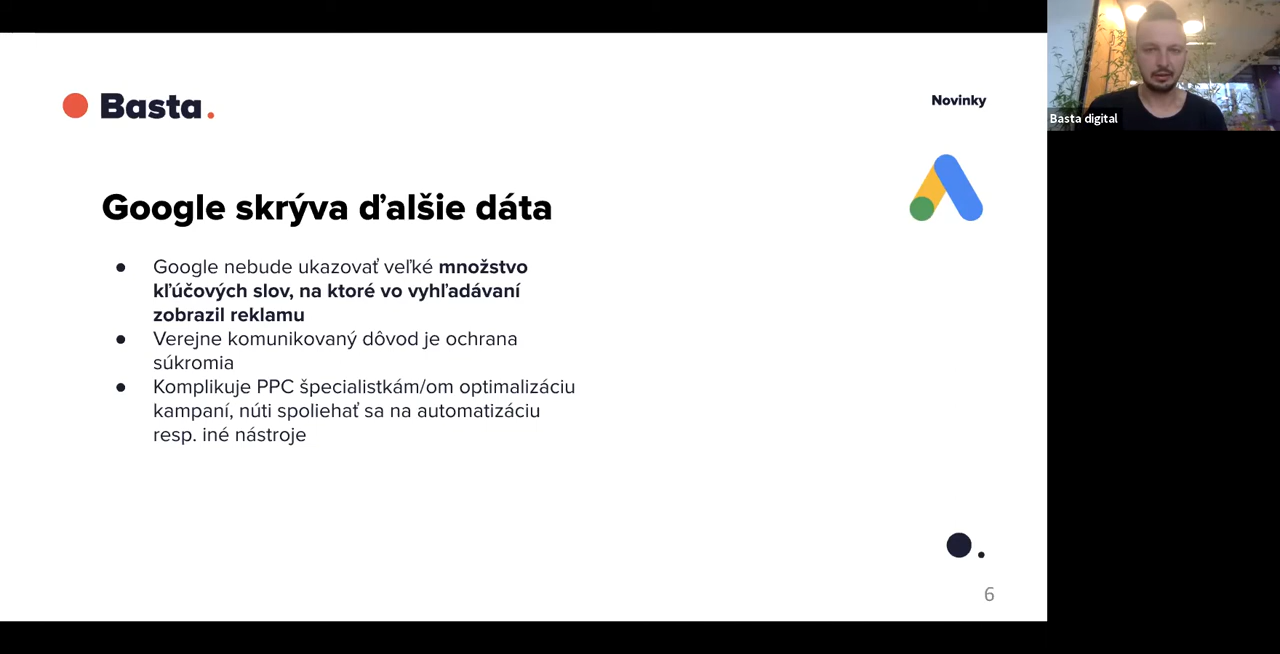 Basta.
Novinky
Basta digital
Google skrýva ďalšie dáta
● Google nebude ukazovať veľké množstvo
kľúčových slov, na ktoré vo vyhľadávaní
zobrazil reklamu
● Verejne komunikovaný dôvod je ochrana
súkromia
● Komplikuje PPC špecialistkám/om optimalizáciu
kampaní, núti spoliehať sa na automatizáciu
resp. iné nástroje
6